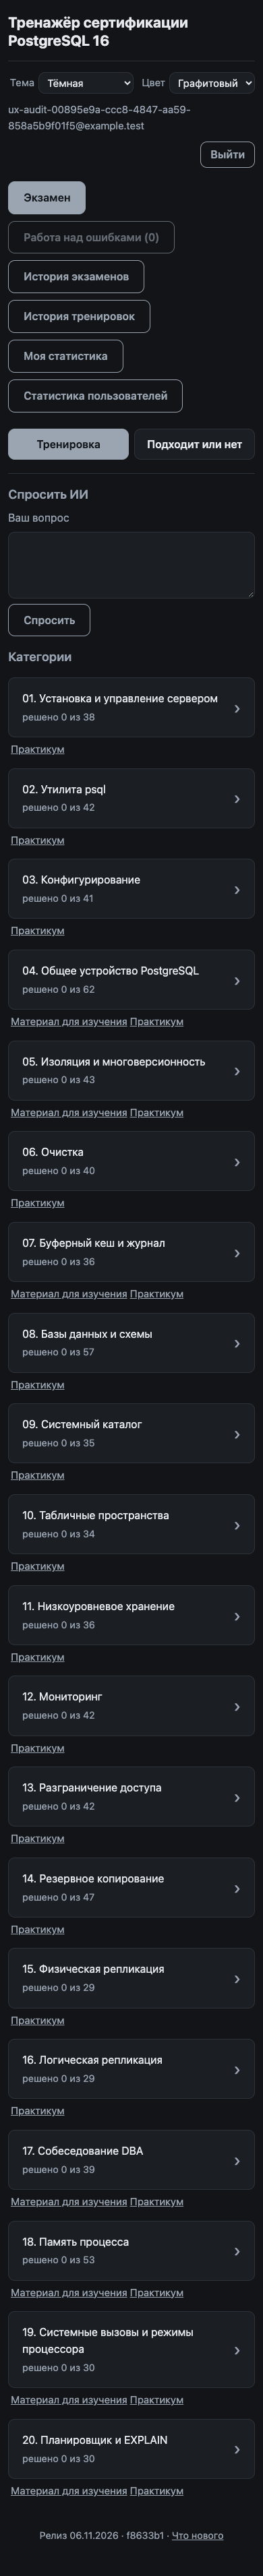 Тренажёр сертификации
PostgreSQL 16
Тема Тёмная Цвет Графитовый
ux-audit-00895e9a-ccc8-4847-aa59-
858a5b9f01f5@example.test
Выйти
Экзамен
Работа над ошибками (0)
История экзаменов
История тренировок
Моя статистика
Статистика пользователей
Тренировка Подходит или нет
Спросить ИИ
Ваш вопрос
Спросить
Категории
01. Установка и управление сервером
решено 0 из 38
Практикум
02. Утилита psql
решено 0 из 42
Практикум
03. Конфигурирование
решено 0 из 41
Практикум
04. Общее устройство PostgreSQL
решено 0 из 62
Материал для изучения Практикум
05. Изоляция и многоверсионность
решено 0 из 43
Материал для изучения Практикум
06. Очистка
решено 0 из 40
Практикум
07. Буферный кеш и журнал
решено 0 из 36
Материал для изучения Практикум
08. Базы данных и схемы
решено 0 из 57
Практикум
09. Системный каталог
решено 0 из 35
Практикум
10. Табличные пространства
решено 0 из 34
Практикум
11. Низкоуровневое хранение
решено 0 из 36
Практикум
12. Мониторинг
решено 0 из 42
Практикум
13. Разграничение доступа
решено 0 из 42
Практикум
14. Резервное копирование
решено 0 из 47
Практикум
15. Физическая репликация
решено 0 из 29
Практикум
16. Логическая репликация
решено 0 из 29
Практикум
17. Собеседование DBA
решено 0 из 39
Материал для изучения Практикум
18. Память процесса
решено 0 из 53
Материал для изучения Практикум
19. Системные вызовы и режимы
процессора
решено 0 из 30
Материал для изучения Практикум
20. Планировщик и EXPLAIN
решено 0 из 30
Материал для изучения Практикум
Релиз 06.11.2026 · f8633b1 · Что нового